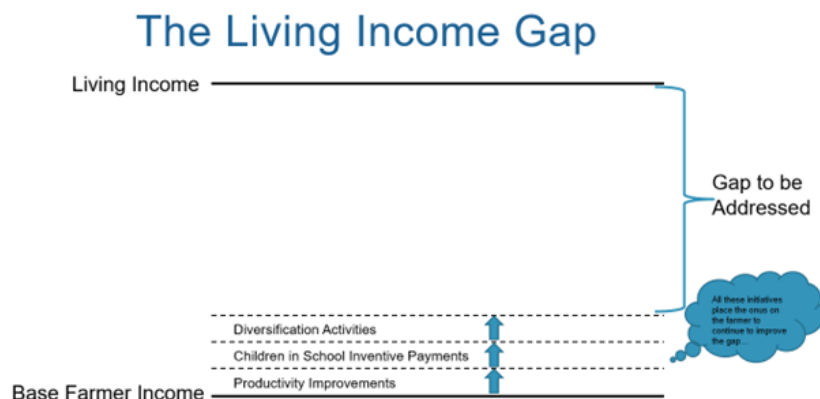 The Living Income Gap
Living Income
Gap to be
Addressed
All these initiatives
place the onus on
the farmer to
continue to improve
the gap...
Diversification Activities
Children in School Inventive Payments
Productivity Improvements
Base Farmer Income